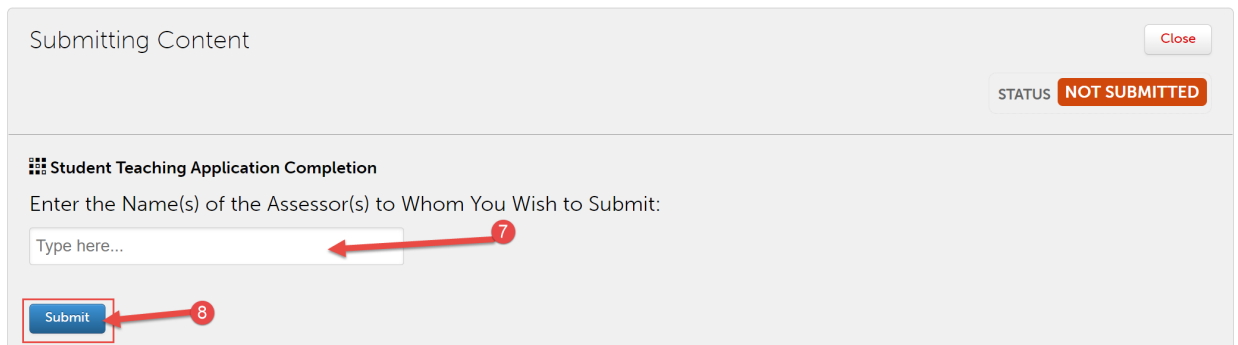 Submitting Content
Close
STATUS NOT SUBMITTED
Student Teaching Application Completion
Enter the Name(s) of the Assessor(s) to Whom You Wish to Submit:
7
Type here...
8
Submit